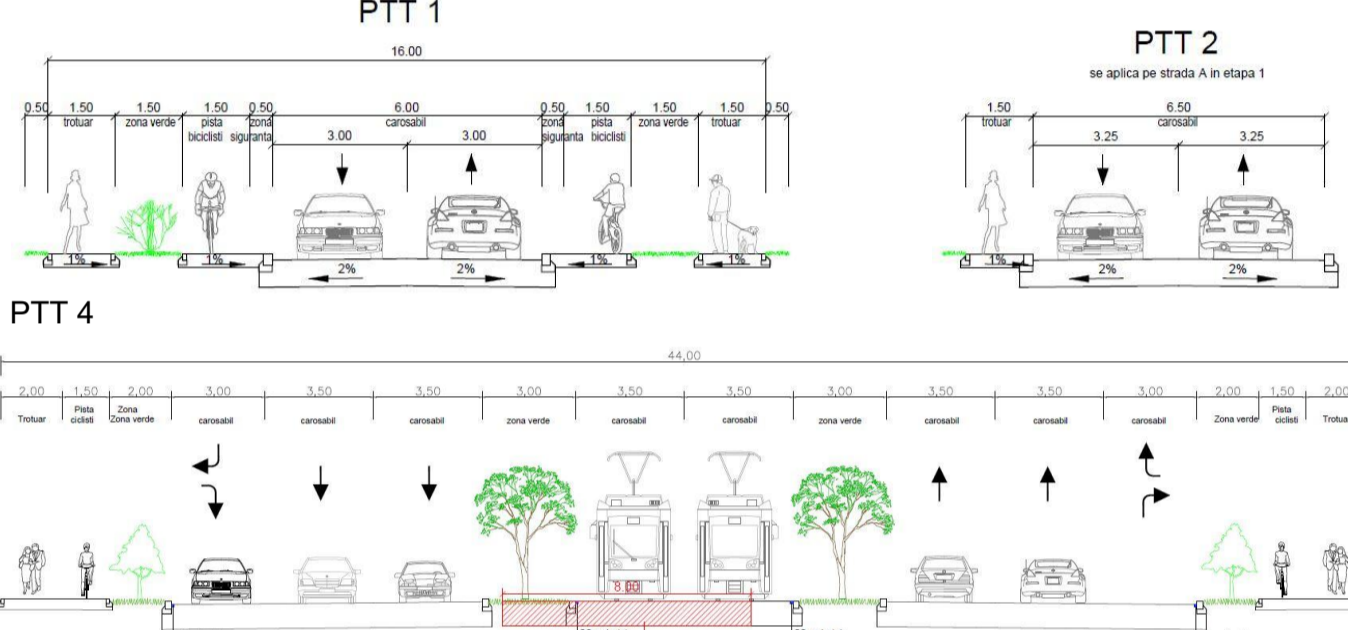 PTT 1
16.00
0.50 1.50 1.50 1.50 0.50 6.00 0.50 1.50 1.50 1.50 0.50
trotuar zona verde pista zona carosabil zona pista zona verde trotuar
biciclisti siguranta 3.00 3.00 siguranta biciclisti
1% 1% 2% 2% 1% 1%
PTT 2
se aplica pe strada A in etapa 1
1.50 6.50
trotuar carosabil
3.25 3.25
1% 2% 2%
PTT 4
44,00
2,00 1,50 2,00 3,00 3,50 3,50 3,00 3,50 3,50 3,00 3,50 3,50 3,00 2,00 1,50 2,00
Trotuar Pista Zona carosabil carosabil carosabil zona verde carosabil carosabil zona verde carosabil carosabil carosabil Zona verde Pista Trotua
ciclisti Zona verde ciclisti
8.00